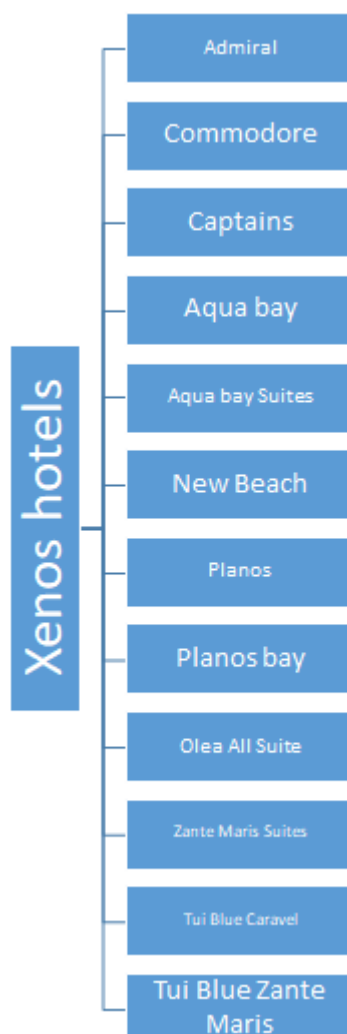 Xenos hotels
Admiral
Commodore
Captains
Aqua bay
Aqua bay Suites
New Beach
Planos
Planos bay
Olea All Suite
Zante Maris Suites
Tui Blue Caravel
Tui Blue Zante
Maris